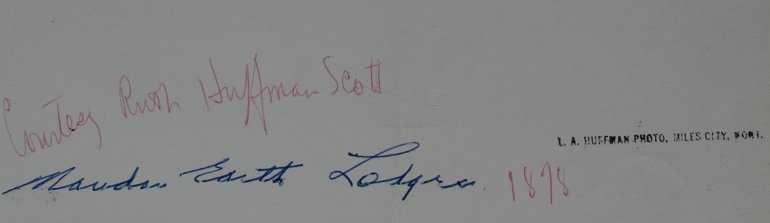 Courtesy Ruth Huffman Scott
L. A. HUFFMAN PHOTO, MILES CITY, MONT.
Mandan Earth Lodges. 1878